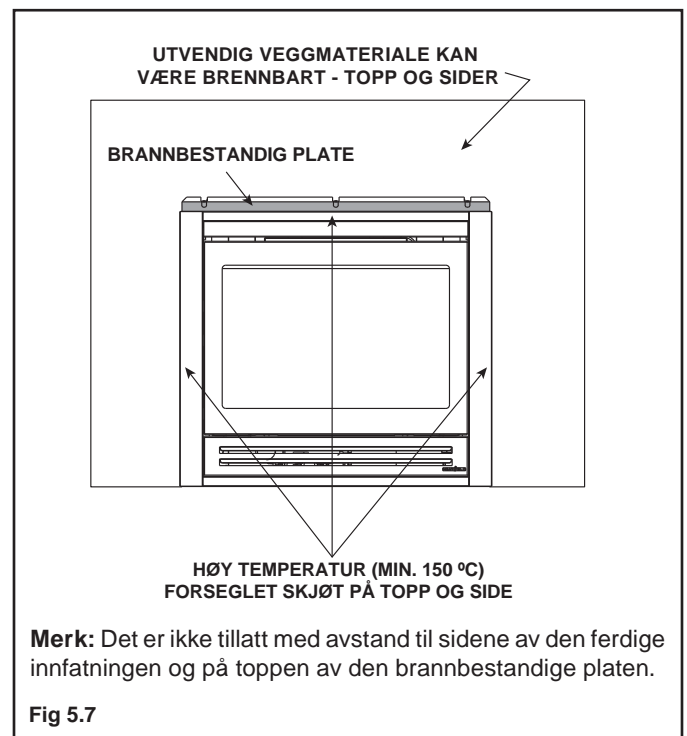 UTVENDIG VEGGMATERIALE KAN
VÆRE BRENNBART - TOPP OG SIDER
BRANNBESTANDIG PLATE
HØY TEMPERATUR (MIN. 150 ºC)
FORSEGLET SKJØT PÅ TOPP OG SIDE
Merk: Det er ikke tillatt med avstand til sidene av den ferdige
innfatningen og på toppen av den brannbestandige platen.
Fig 5.7